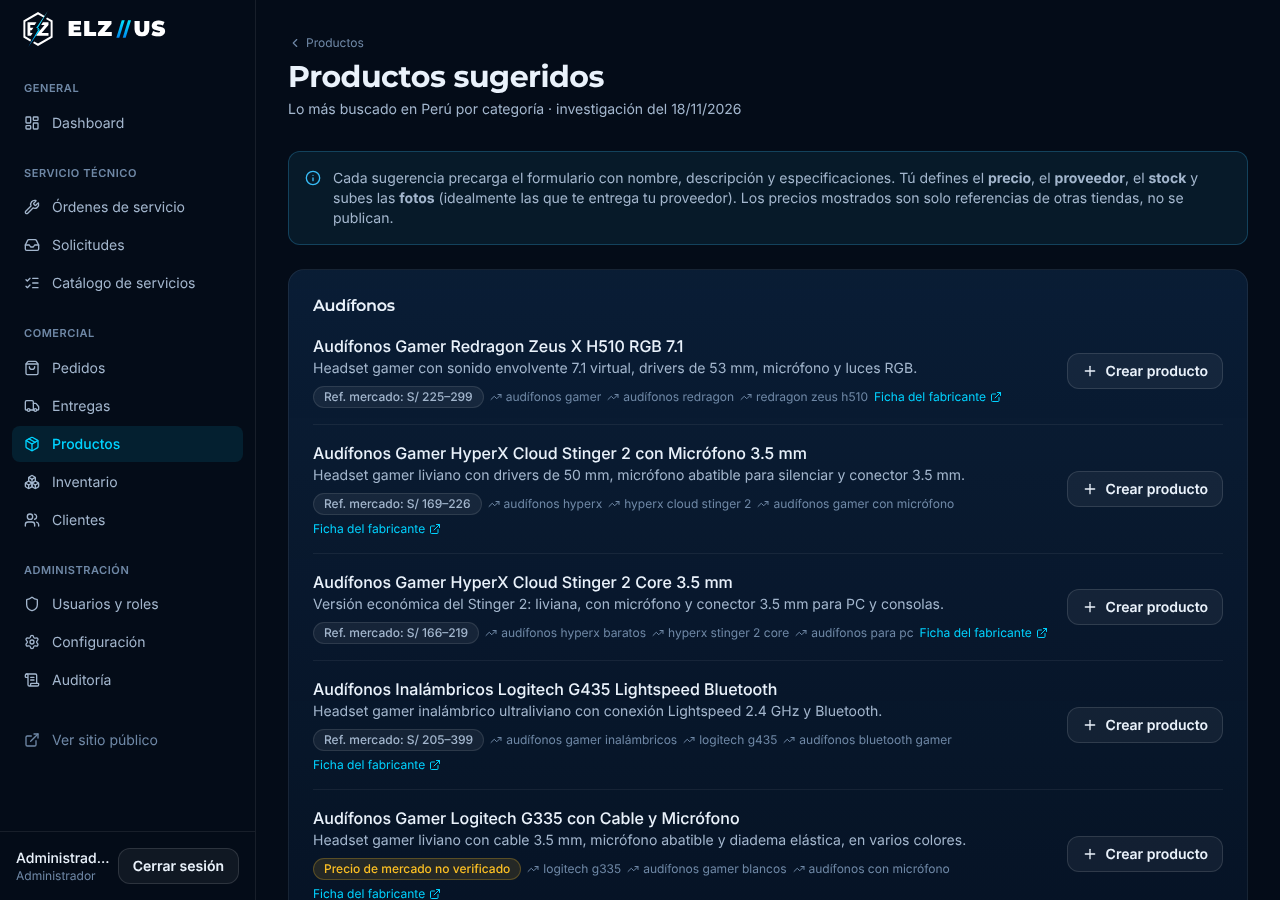 EZ ELZ//US
GENERAL
Dashboard
SERVICIO TÉCNICO
Órdenes de servicio
Solicitudes
Catálogo de servicios
COMERCIAL
Pedidos
Entregas
Productos
Inventario
Clientes
ADMINISTRACIÓN
Usuarios y roles
Configuración
Auditoría
Ver sitio público
Administrad...
Administrador
Cerrar sesión
Productos
Productos sugeridos
Lo más buscado en Perú por categoría · investigación del 18/11/2026
Cada sugerencia precarga el formulario con nombre, descripción y especificaciones. Tú defines el precio, el proveedor, el stock y
subes las fotos (idealmente las que te entrega tu proveedor). Los precios mostrados son solo referencias de otras tiendas, no se
publican.
Audífonos
Audífonos Gamer Redragon Zeus X H510 RGB 7.1
Headset gamer con sonido envolvente 7.1 virtual, drivers de 53 mm, micrófono y luces RGB.
Ref. mercado: S/ 225–299 audífonos gamer audífonos redragon redragon zeus h510 Ficha del fabricante
Crear producto
Audífonos Gamer HyperX Cloud Stinger 2 con Micrófono 3.5 mm
Headset gamer liviano con drivers de 50 mm, micrófono abatible para silenciar y conector 3.5 mm.
Ref. mercado: S/ 169–226 audífonos hyperx hyperx cloud stinger 2 audífonos gamer con micrófono
Ficha del fabricante
Crear producto
Audífonos Gamer HyperX Cloud Stinger 2 Core 3.5 mm
Versión económica del Stinger 2: liviana, con micrófono y conector 3.5 mm para PC y consolas.
Ref. mercado: S/ 166–219 audífonos hyperx baratos hyperx stinger 2 core audífonos para pc Ficha del fabricante
Crear producto
Audífonos Inalámbricos Logitech G435 Lightspeed Bluetooth
Headset gamer inalámbrico ultraliviano con conexión Lightspeed 2.4 GHz y Bluetooth.
Ref. mercado: S/ 205–399 audífonos gamer inalámbricos logitech g435 audífonos bluetooth gamer
Ficha del fabricante
Crear producto
Audífonos Gamer Logitech G335 con Cable y Micrófono
Headset gamer liviano con cable 3.5 mm, micrófono abatible y diadema elástica, en varios colores.
Precio de mercado no verificado logitech g335 audífonos gamer blancos audífonos con micrófono
Ficha del fabricante
Crear producto